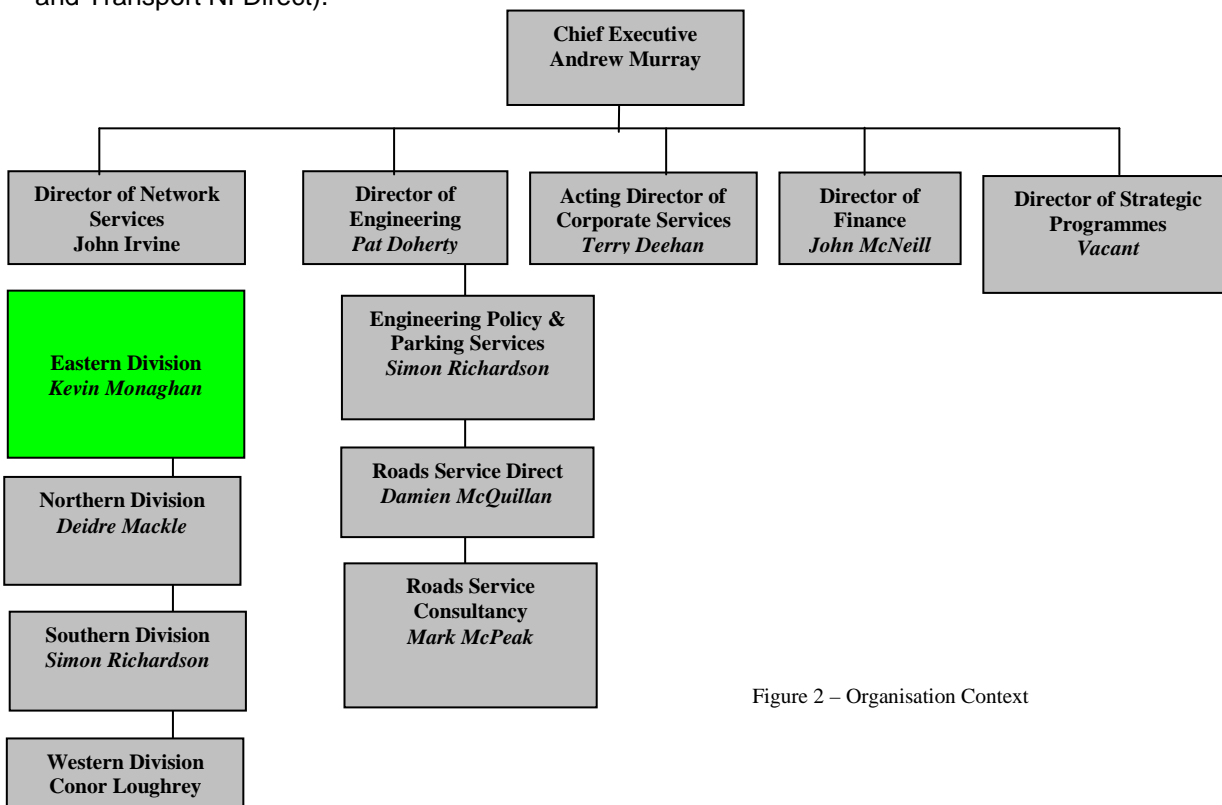 and Transport NI Direct).
Chief Executive
Andrew Murray
Director of Network
Services
John Irvine
Director of
Engineering
Pat Doherty
Acting Director of
Corporate Services
Terry Deehan
Director of
Finance
John McNeill
Director of Strategic
Programmes
Vacant
Eastern Division
Kevin Monaghan
Engineering Policy &
Parking Services
Simon Richardson
Roads Service Direct
Damien McQuillan
Northern Division
Deidre Mackle
Roads Service
Consultancy
Mark McPeak
Southern Division
Simon Richardson
Figure 2 – Organisation Context
Western Division
Conor Loughrey